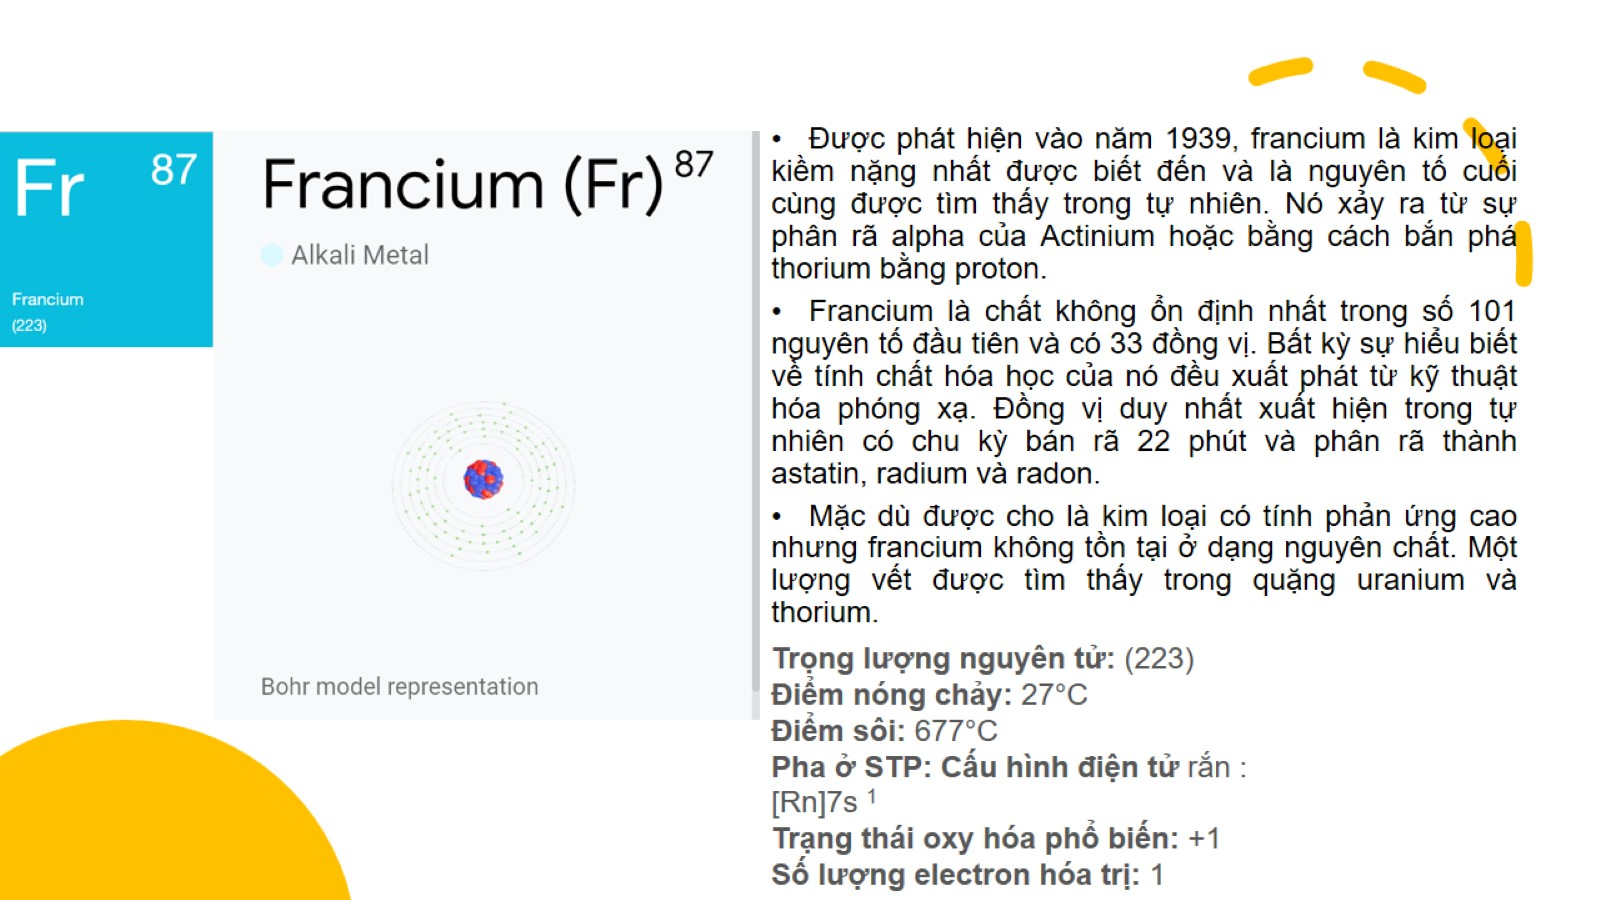 Fr 87
Francium
(223)
Francium (Fr) 87
Alkali Metal
Bohr model representation
• Được phát hiện vào năm 1939, francium là kim loại
kiềm nặng nhất được biết đến và là nguyên tố cuối
cùng được tìm thấy trong tự nhiên. Nó xảy ra từ sự
phân rã alpha của Actinium hoặc bằng cách bắn phá
thorium bằng proton.
• Francium là chất không ổn định nhất trong số 101
nguyên tố đầu tiên và có 33 đồng vị. Bất kỳ sự hiểu biết
về tính chất hóa học của nó đều xuất phát từ kỹ thuật
hóa phóng xạ. Đồng vị duy nhất xuất hiện trong tự
nhiên có chu kỳ bán rã 22 phút và phân rã thành
astatin, radium và radon.
• Mặc dù được cho là kim loại có tính phản ứng cao
nhưng francium không tồn tại ở dạng nguyên chất. Một
lượng vết được tìm thấy trong quặng uranium và
thorium.
Trọng lượng nguyên tử: (223)
Điểm nóng chảy: 27°C
Điểm sôi: 677°C
Pha ở STP: Cấu hình điện tử rắn :
[Rn]7s ¹
Trạng thái oxy hóa phổ biến: +1
Số lượng electron hóa trị: 1